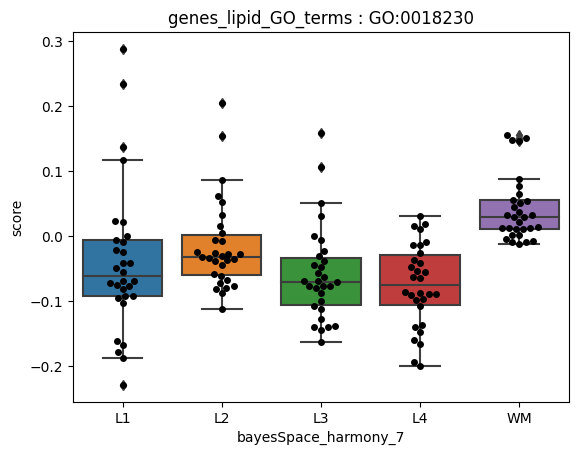 genes_lipid_GO_terms : GO:0018230
0.3
0.2
0.1
0.0
−0.1
−0.2
score
L1 L2 L3 L4 WM
bayesSpace_harmony_7